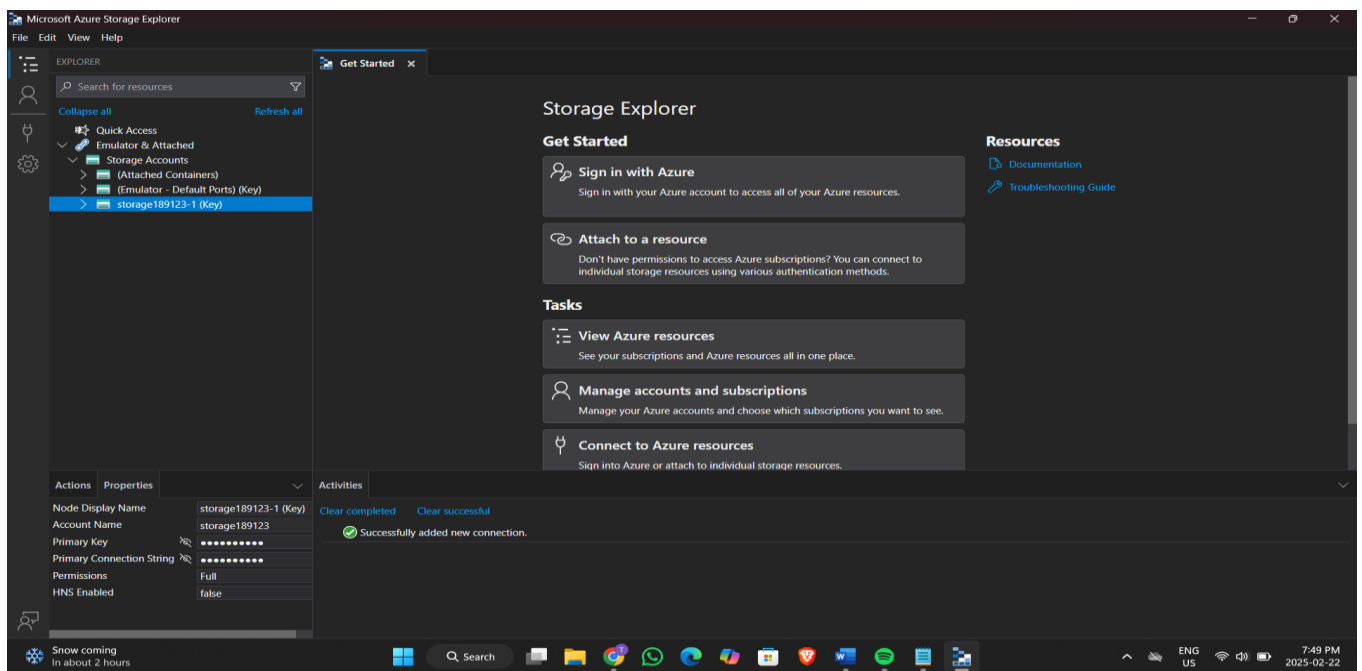 Microsoft Azure Storage Explorer
File Edit View Help
EXPLORER
Search for resources
Collapse all Refresh all
Quick Access
Emulator & Attached
Storage Accounts
(Attached Containers)
(Emulator - Default Ports) (Key)
storage189123-1 (Key)
Get Started
Storage Explorer
Get Started
Sign in with Azure
Sign in with your Azure account to access all of your Azure resources.
Attach to a resource
Don't have permissions to access Azure subscriptions? You can connect to
individual storage resources using various authentication methods.
Tasks
View Azure resources
See your subscriptions and Azure resources all in one place.
Manage accounts and subscriptions
Manage your Azure accounts and choose which subscriptions you want to see.
Connect to Azure resources
Sign into Azure or attach to individual storage resources.
Resources
Documentation
Troubleshooting Guide
Actions Properties
Node Display Name storage189123-1 (Key)
Account Name storage189123
Primary Key ••••••••••
Primary Connection String ••••••••••
Permissions Full
HNS Enabled false
Activities
Clear completed Clear successful
Successfully added new connection.
Snow coming
In about 2 hours
Search
ENG
US
7:49 PM
2025-02-22